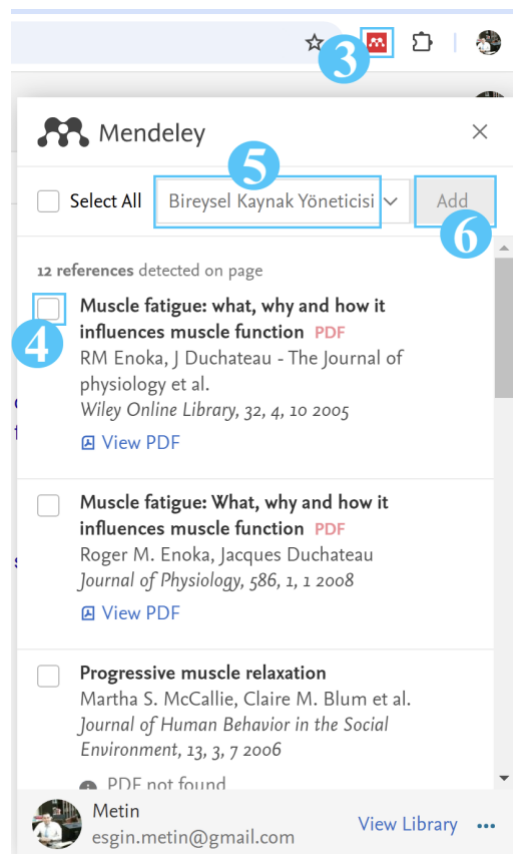 3
Mendeley
5
Select All Bireysel Kaynak Yöneticisi Add
6
12 references detected on page
4
Muscle fatigue: what, why and how it
influences muscle function PDF
RM Enoka, J Duchateau - The Journal of
physiology et al.
Wiley Online Library, 32, 4, 10 2005
View PDF
Muscle fatigue: What, why and how it
influences muscle function PDF
Roger M. Enoka, Jacques Duchateau
Journal of Physiology, 586, 1, 1 2008
View PDF
Progressive muscle relaxation
Martha S. McCallie, Claire M. Blum et al.
Journal of Human Behavior in the Social
Environment, 13, 3, 7 2006
PDF not found
Metin
esgin.metin@gmail.com
View Library